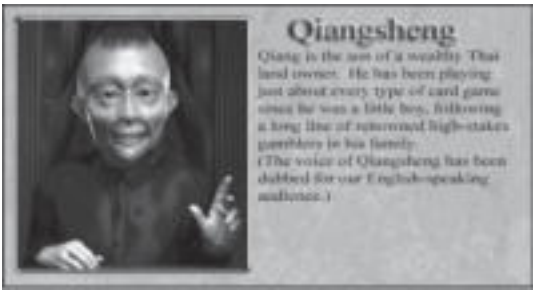 Qiangsheng
Qiang is the son of a wealthy Thai
land owner. He has been playing
just about every type of card game
since he was a little boy, following
a long line of renowned high-stakes
gamblers in his family.
(The voice of Qiangsheng has been
dubbed for our English-speaking
audience.)